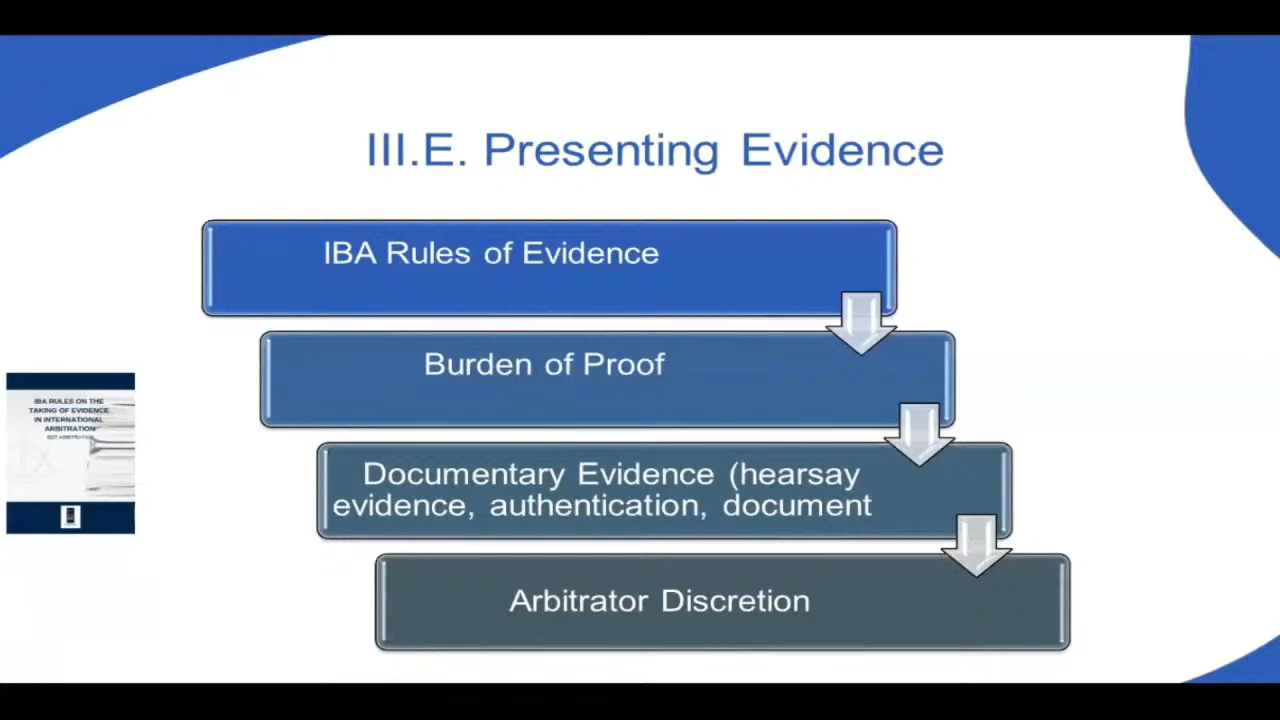 III.E. Presenting Evidence
IBA Rules of Evidence
Burden of Proof
Documentary Evidence (hearsay
evidence, authentication, document
Arbitrator Discretion
IBA RULES ON THE
TAKING OF EVIDENCE
IN INTERNATIONAL
ARBITRATION